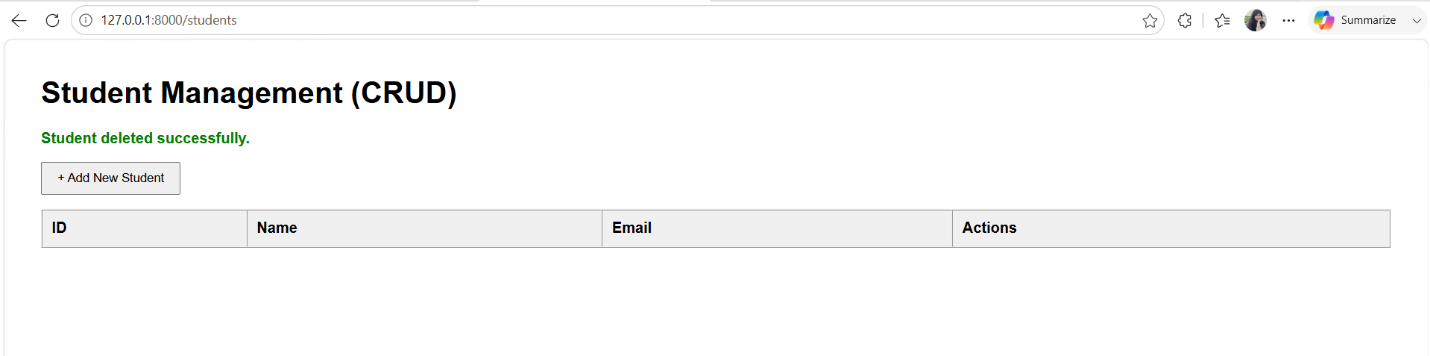 127.0.0.1:8000/students
Summarize
Student Management (CRUD)
Student deleted successfully.
+ Add New Student
ID Name Email Actions